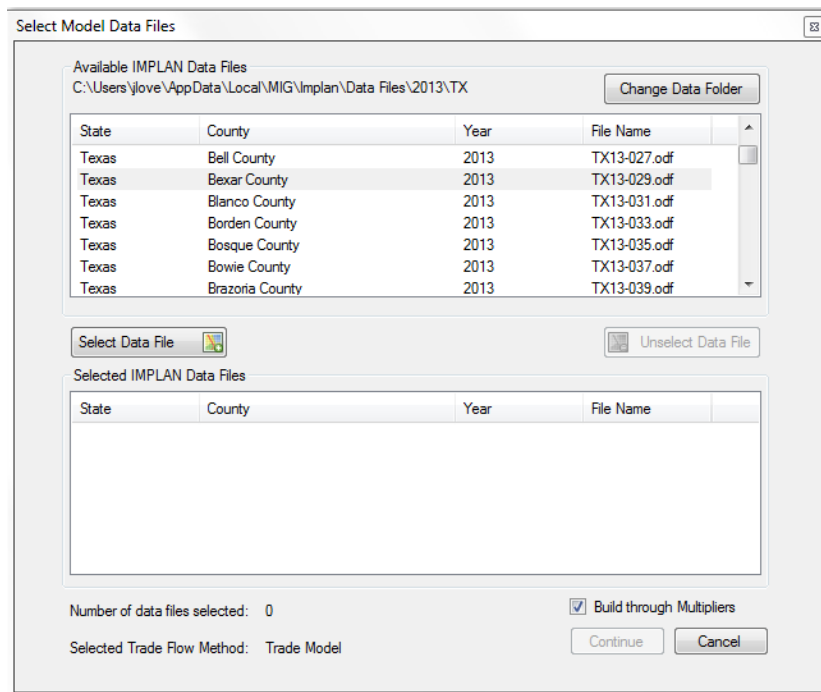 Select Model Data Files
Available IMPLAN Data Files
C:\Users\jlove\AppData\Local\MIG\Implan\Data Files\2013\TX
Change Data Folder
State County Year File Name
Texas Bell County 2013 TX13-027.odf
Texas Bexar County 2013 TX13-029.odf
Texas Blanco County 2013 TX13-031.odf
Texas Borden County 2013 TX13-033.odf
Texas Bosque County 2013 TX13-035.odf
Texas Bowie County 2013 TX13-037.odf
Texas Brazoria County 2013 TX13-039.odf
Select Data File Unselect Data File
Selected IMPLAN Data Files
State County Year File Name
Number of data files selected: 0 Build through Multipliers
Selected Trade Flow Method: Trade Model Continue Cancel